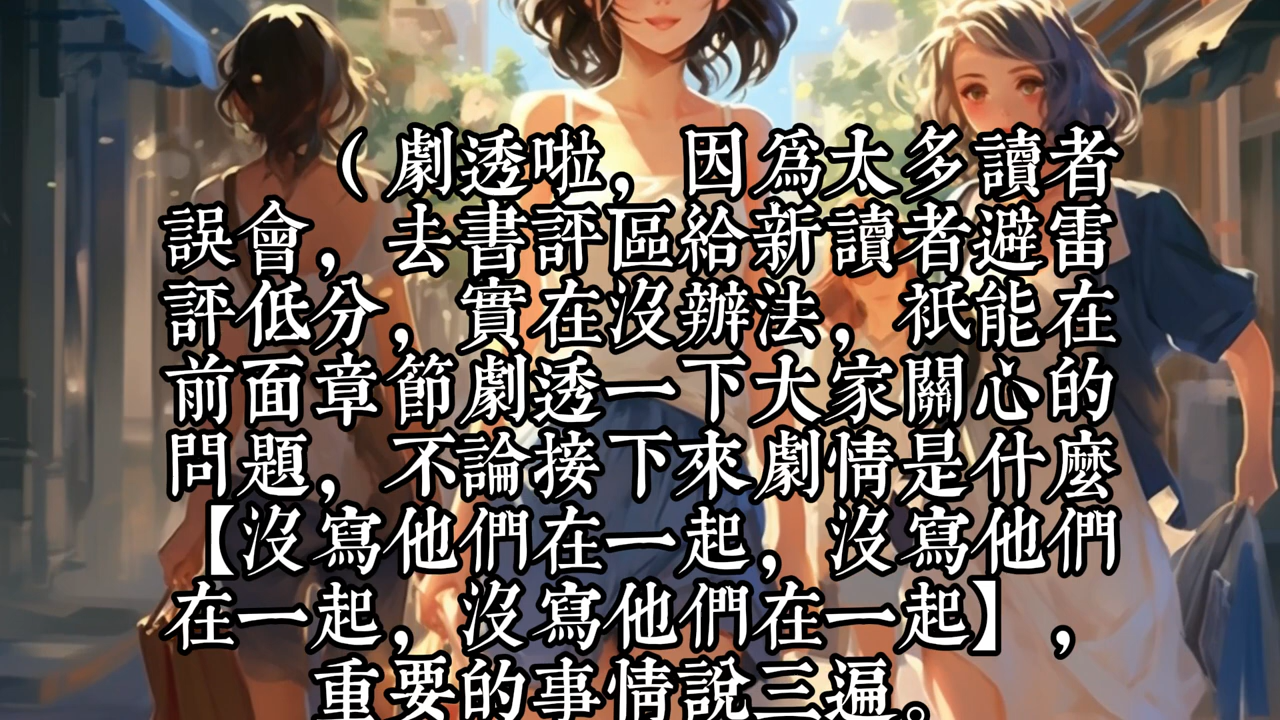 （劇透啦，因爲太多讀者
誤會，去書評區給新讀者避雷
評低分，實在沒辦法，祇能在
前面章節劇透一下大家關心的
問題，不論接下來劇情是什麼
【沒寫他們在一起，沒寫他們
在一起，沒寫他們在一起】，
重要的事情說三遍。